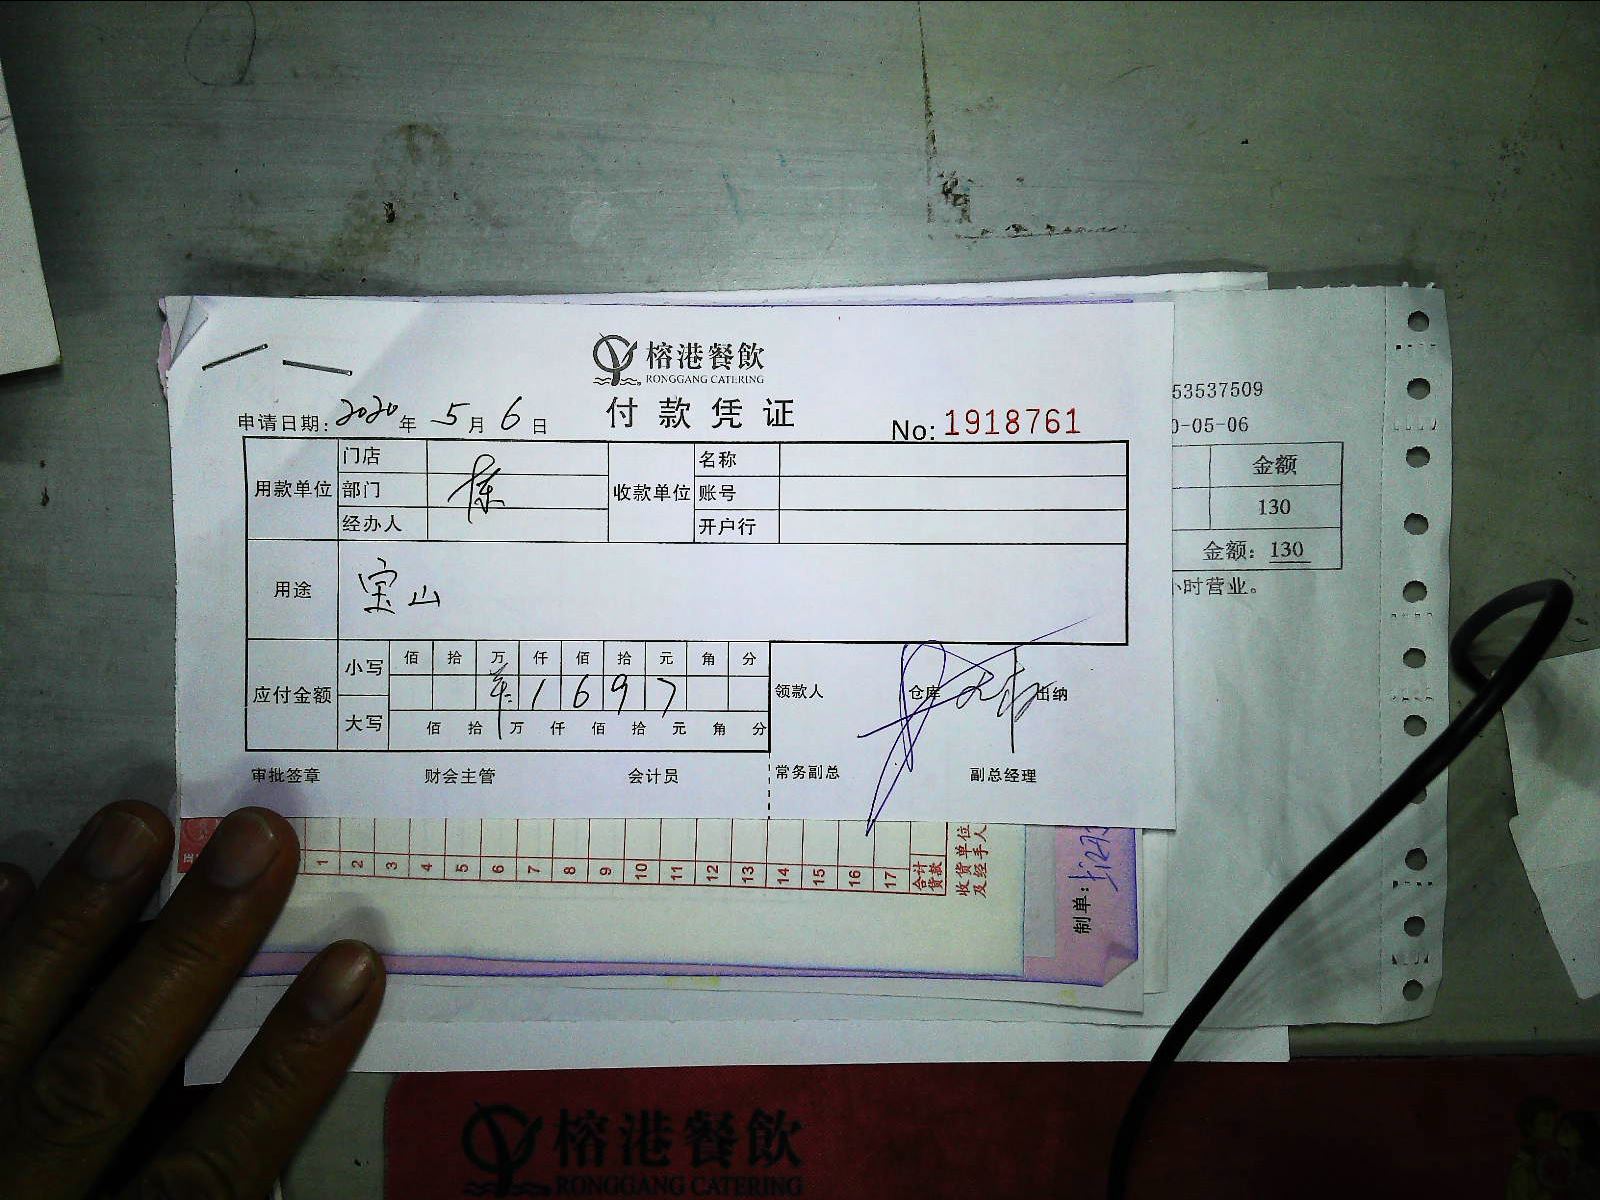 榕港餐飲
RONGGANG CATERING
付款凭证
申请日期: 2020 年 5 月 6 日
No: 1918761
用款单位 门店 收款单位 名称
部门 账号
经办人 开户行
用途 宝山
应付金额 小写 佰 拾 万 仟 佰 拾 元 角 分
1 6 9 7
大写 佰 拾 万 仟 佰 拾 元 角 分
领款人 仓库 出纳
审批签章 财会主管 会计员 常务副总 副总经理
53537509
0-05-06
金额
130
金额: 130
小时营业。
1 2 3 4 5 6 7 8 9 10 11 12 13 14 15 16 17
合计货款
收货单位及经手人
制单:
榕港餐飲
RONGGANG CATERING